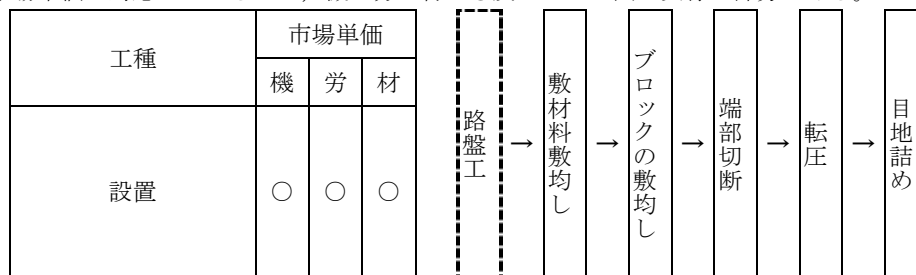 工種
市場単価
機 労 材
設置
○ ○ ○
路盤工
→
敷材料敷均し
→
ブロックの敷均し
→
端部切断
→
転圧
→
目地詰め